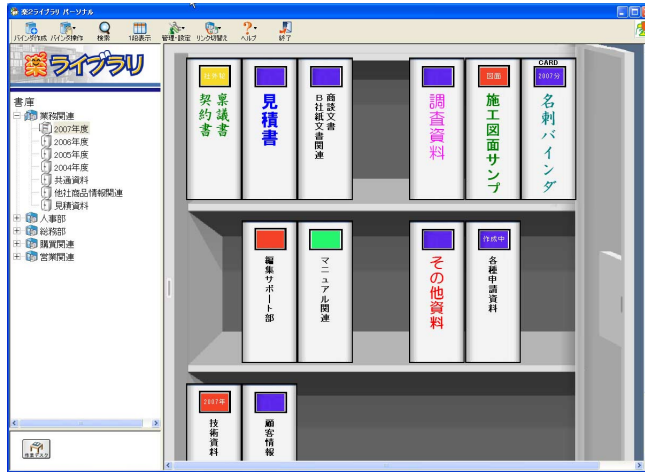 楽2ライブラリ パーソナル
バインダ作成
バインダ操作
検索
1段表示
管理・設定
リンク切替え
ヘルプ
終了
楽ライブラリ
書庫
業務関連
2007年度
2006年度
2005年度
2004年度
共通資料
他社商品情報関連
見積資料
人事部
総務部
購買関連
営業関連
稟議書
契約書
見積書
商談文書
B社紙文書関連
調査資料
図面
施工図面サンプ
CARD
2007分
名刺バインダ
編集サポート部
マニュアル関連
その他資料
作成中
各種申請資料
2007年
技術資料
顧客情報